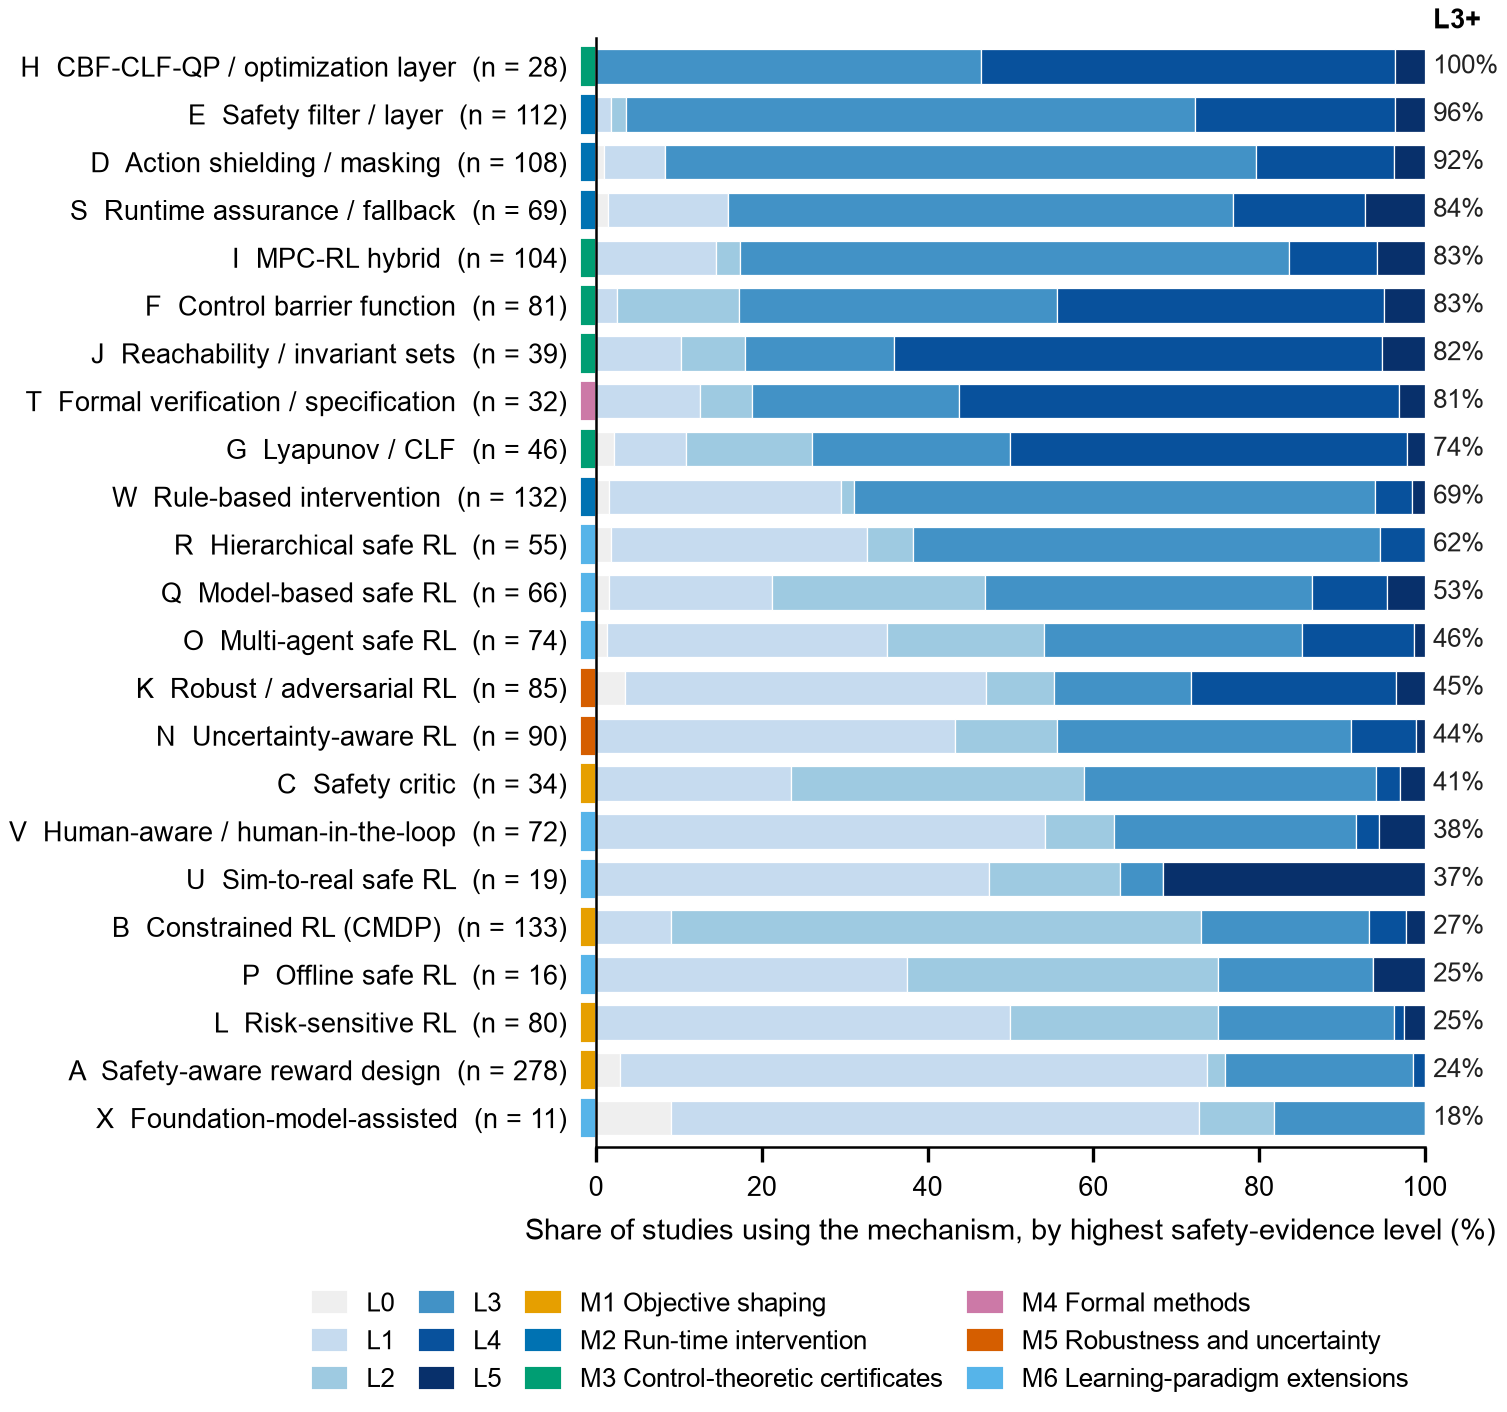 L3+
H CBF-CLF-QP / optimization layer (n = 28) 100%
E Safety filter / layer (n = 112) 96%
D Action shielding / masking (n = 108) 92%
S Runtime assurance / fallback (n = 69) 84%
I MPC-RL hybrid (n = 104) 83%
F Control barrier function (n = 81) 83%
J Reachability / invariant sets (n = 39) 82%
T Formal verification / specification (n = 32) 81%
G Lyapunov / CLF (n = 46) 74%
W Rule-based intervention (n = 132) 69%
R Hierarchical safe RL (n = 55) 62%
Q Model-based safe RL (n = 66) 53%
O Multi-agent safe RL (n = 74) 46%
K Robust / adversarial RL (n = 85) 45%
N Uncertainty-aware RL (n = 90) 44%
C Safety critic (n = 34) 41%
V Human-aware / human-in-the-loop (n = 72) 38%
U Sim-to-real safe RL (n = 19) 37%
B Constrained RL (CMDP) (n = 133) 27%
P Offline safe RL (n = 16) 25%
L Risk-sensitive RL (n = 80) 25%
A Safety-aware reward design (n = 278) 24%
X Foundation-model-assisted (n = 11) 18%
0 20 40 60 80 100
Share of studies using the mechanism, by highest safety-evidence level (%)
L0 L3 M1 Objective shaping M4 Formal methods
L1 L4 M2 Run-time intervention M5 Robustness and uncertainty
L2 L5 M3 Control-theoretic certificates M6 Learning-paradigm extensions